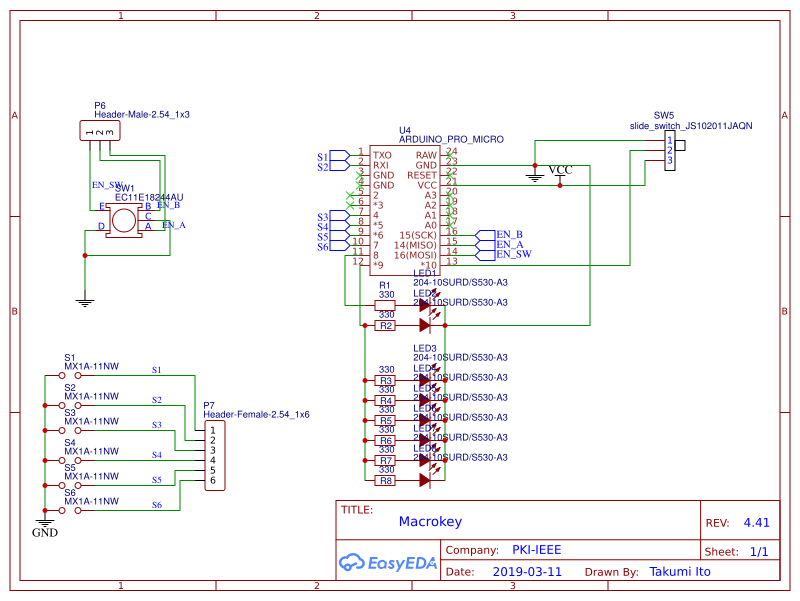 1 2 3
A
A
P6
Header-Male-2.54_1x3
1 2 3
EN_SW
SW1
EC11E18244AU
E B EN_B
C
D A EN_A
U4
ARDUINO_PRO_MICRO
S1 1 TXO RAW 24
S2 2 RXI GND 23
3 GND RESET 22
4 GND VCC 21
5 2 A3 20
6 *3 A2 19
S3 7 4 A1 18
S4 8 *5 A0 17
S5 9 *6 15(SCK) 16 EN_B
S6 10 7 14(MISO) 15 EN_A
11 8 16(MOSI) 14 EN_SW
12 *9 *10 13
VCC
SW5
slide_switch_JS102011JAQN
1
2
3
B
B
R1
330
LED1
204-10SURD/S530-A3
330
R2
204-10SURD/S530-A3
LED3
204-10SURD/S530-A3
330
R3
204-10SURD/S530-A3
330
R4
204-10SURD/S530-A3
330
R5
204-10SURD/S530-A3
330
R6
204-10SURD/S530-A3
330
R7
204-10SURD/S530-A3
330
R8
S1
MX1A-11NW
S1
S2
MX1A-11NW
S2
S3
MX1A-11NW
S3
S4
MX1A-11NW
S4
S5
MX1A-11NW
S5
S6
MX1A-11NW
S6
GND
P7
Header-Female-2.54_1x6
1
2
3
4
5
6
TITLE:
Macrokey
REV: 4.41
EasyEDA
Company: PKI-IEEE
Sheet: 1/1
Date: 2019-03-11 Drawn By: Takumi Ito
1 2 3